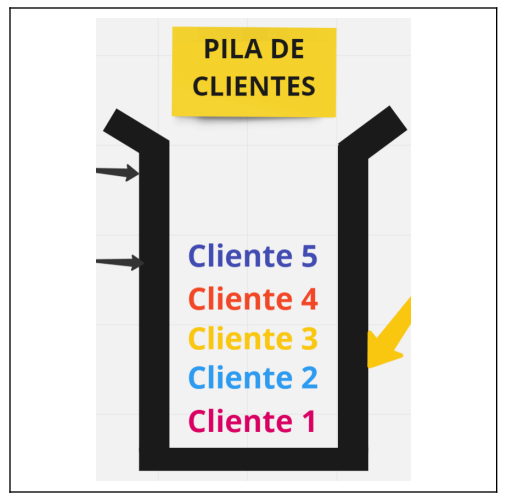 PILA DE
CLIENTES
Cliente 5
Cliente 4
Cliente 3
Cliente 2
Cliente 1